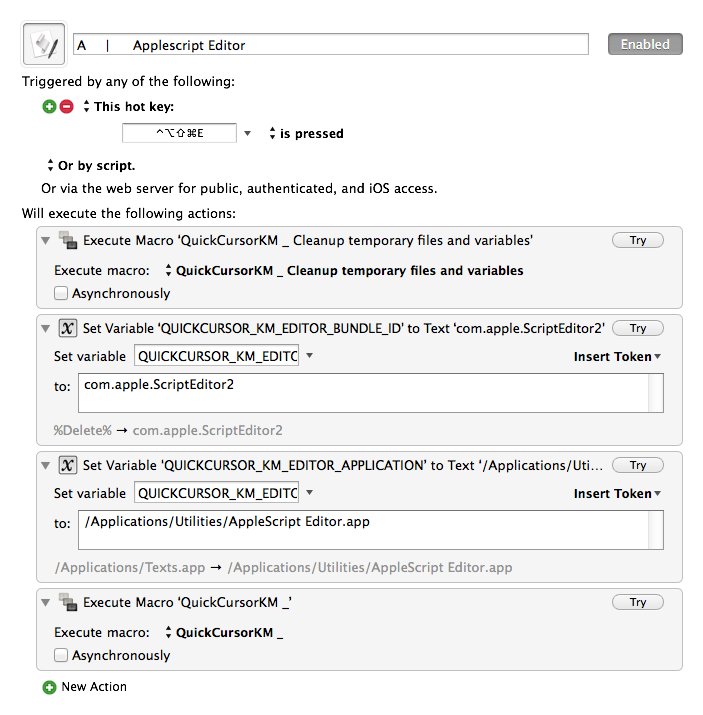 A | Applescript Editor
Enabled
Triggered by any of the following:
This hot key:
^⌥⇧⌘E
is pressed
Or by script.
Or via the web server for public, authenticated, and iOS access.
Will execute the following actions:
Execute Macro ‘QuickCursorKM _ Cleanup temporary files and variables’
Try
Execute macro: QuickCursorKM _ Cleanup temporary files and variables
Asynchronously
Set Variable ‘QUICKCURSOR_KM_EDITOR_BUNDLE_ID’ to Text ‘com.apple.ScriptEditor2’
Try
Set variable QUICKCURSOR_KM_EDITC Insert Token
to: com.apple.ScriptEditor2
%Delete% → com.apple.ScriptEditor2
Set Variable ‘QUICKCURSOR_KM_EDITOR_APPLICATION’ to Text ‘/Applications/Uti...
Try
Set variable QUICKCURSOR_KM_EDITC Insert Token
to: /Applications/Utilities/AppleScript Editor.app
/Applications/Texts.app → /Applications/Utilities/AppleScript Editor.app
Execute Macro ‘QuickCursorKM _’
Try
Execute macro: QuickCursorKM _
Asynchronously
New Action